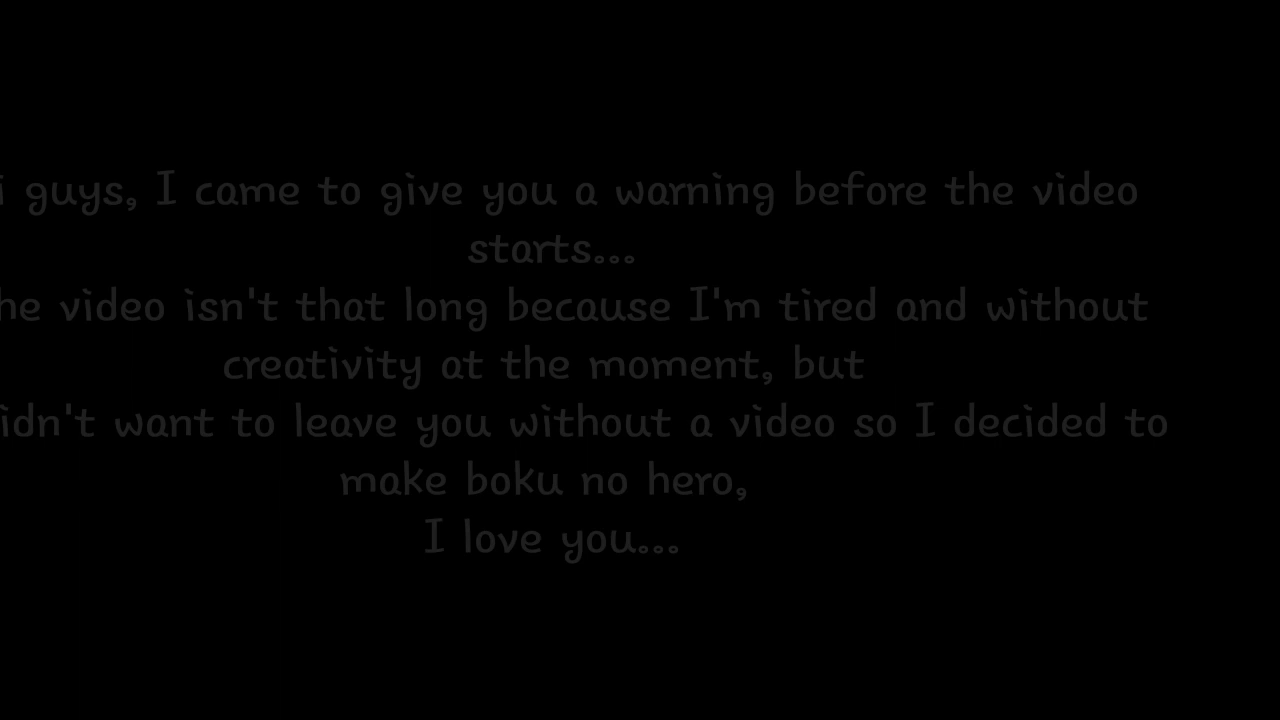 i guys, I came to give you a warning before the video
starts...
he video isn't that long because I'm tired and without
creativity at the moment, but
idn't want to leave you without a video so I decided to
make boku no hero,
I love you...